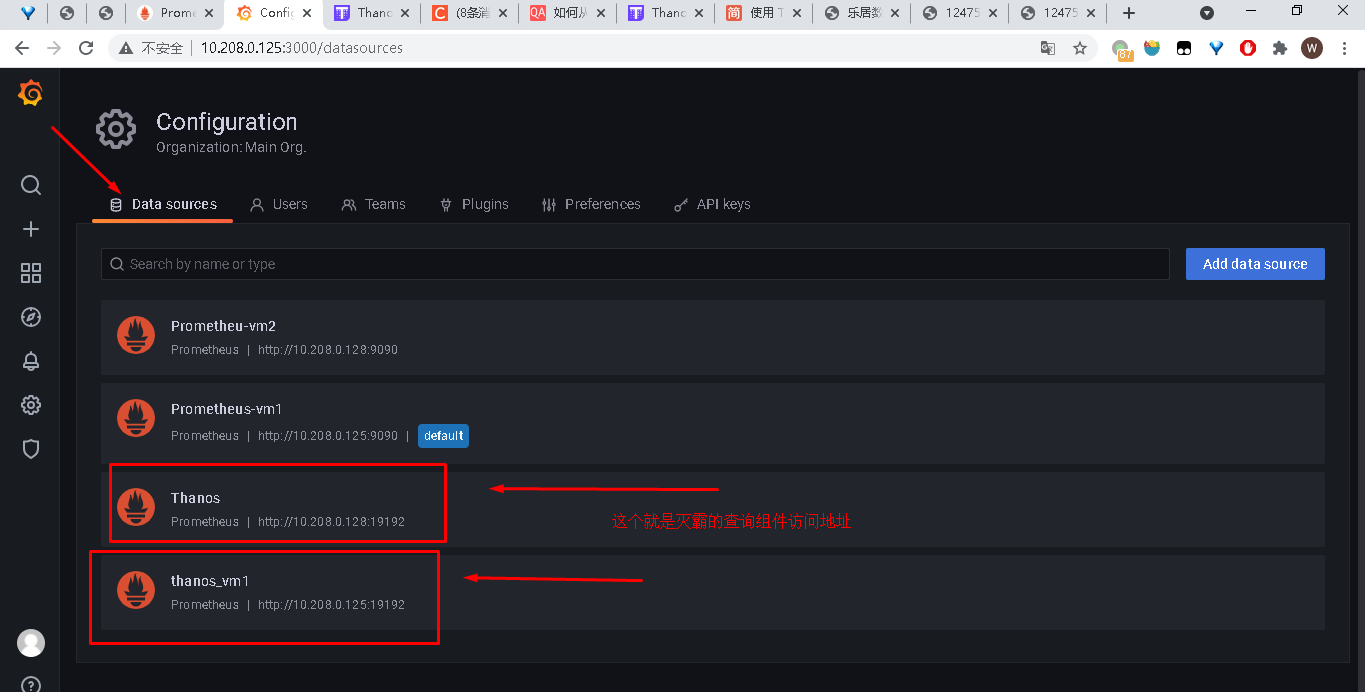 Prome
Config
Thano
(8条消
如何从
Thano
使用 T
乐居数
12475
12475
不安全
10.208.0.125:3000/datasources
87
W
Configuration
Organization: Main Org.
Data sources
Users
Teams
Plugins
Preferences
API keys
Search by name or type
Add data source
Prometheu-vm2
Prometheus | http://10.208.0.128:9090
Prometheus-vm1
Prometheus | http://10.208.0.125:9090 | default
Thanos
Prometheus | http://10.208.0.128:19192
这个就是灭霸的查询组件访问地址
thanos_vm1
Prometheus | http://10.208.0.125:19192